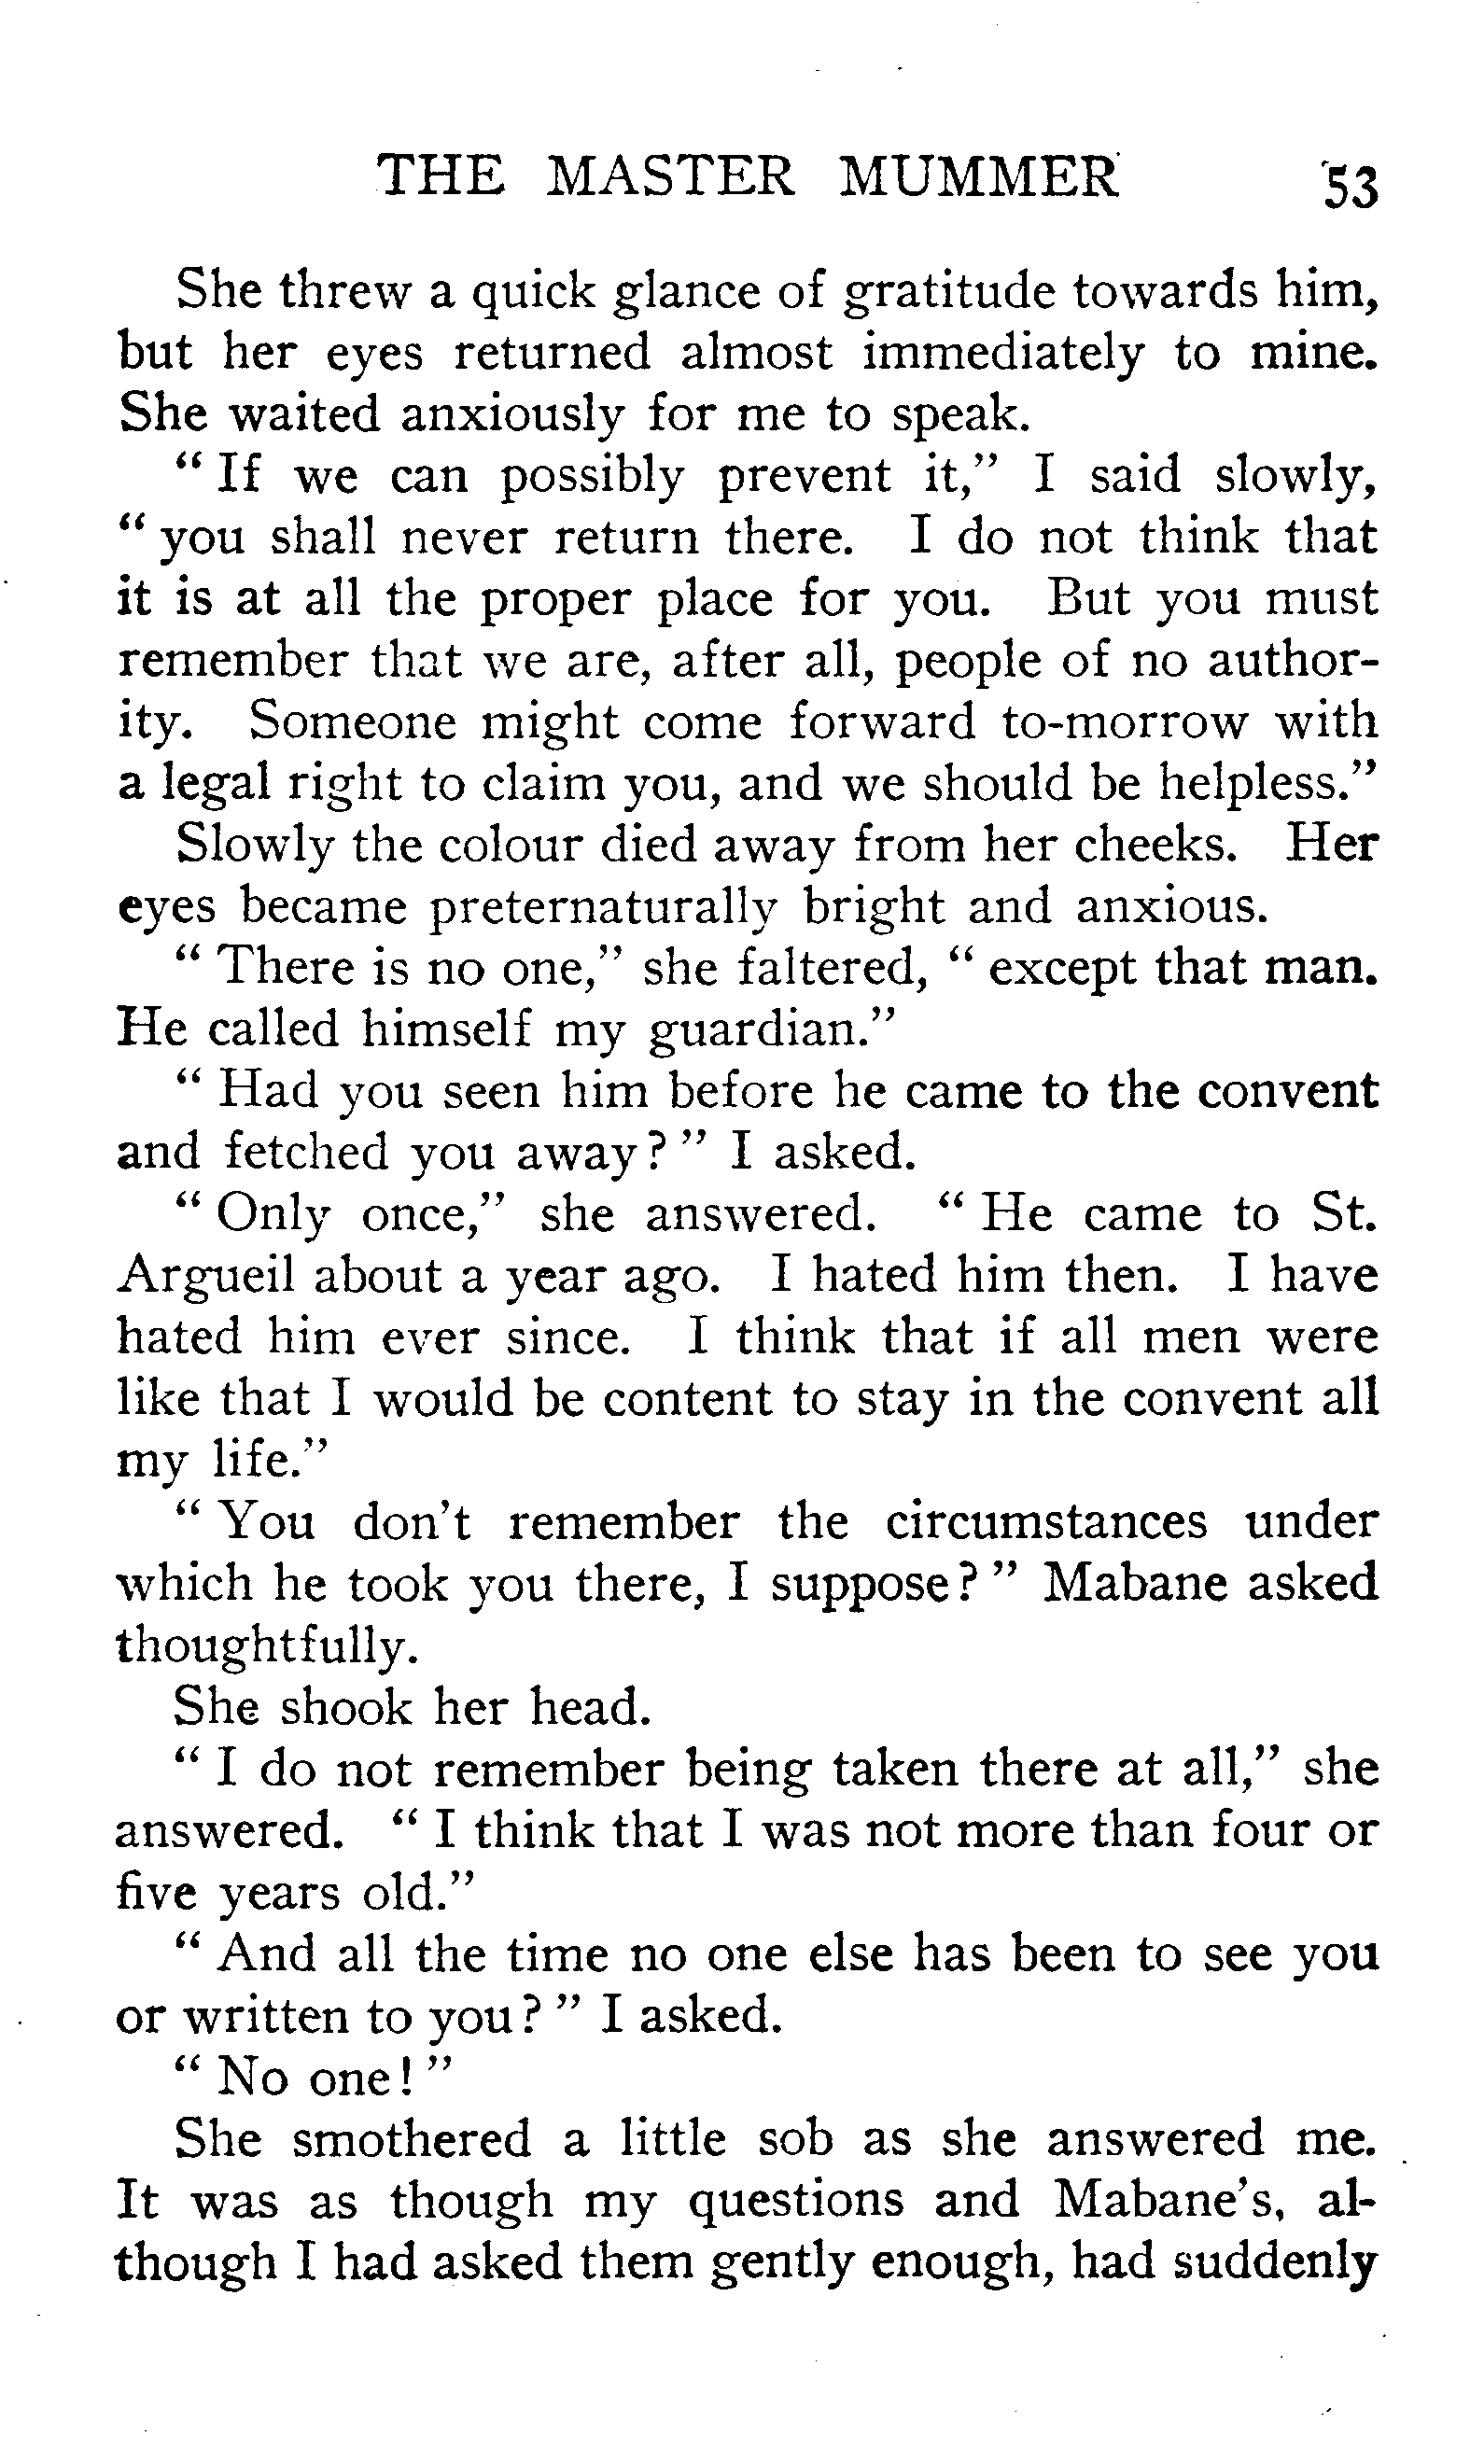 THE MASTER MUMMER 53
She threw a quick glance of gratitude towards him,
but her eyes returned almost immediately to mine.
She waited anxiously for me to speak.
" If we can possibly prevent it," I said slowly,
" you shall never return there. I do not think that
it is at all the proper place for you. But you must
remember that we are, after all, people of no author-
ity. Someone might come forward to-morrow with
a legal right to claim you, and we should be helpless."
Slowly the colour died away from her cheeks. Her
eyes became preternaturally bright and anxious.
" There is no one," she faltered, " except that man.
He called himself my guardian."
" Had you seen him before he came to the convent
and fetched you away? " I asked.
" Only once," she answered. " He came to St.
Argueil about a year ago. I hated him then. I have
hated him ever since. I think that if all men were
like that I would be content to stay in the convent all
my life."
" You don't remember the circumstances under
which he took you there, I suppose? " Mabane asked
thoughtfully.
She shook her head.
" I do not remember being taken there at all," she
answered. " I think that I was not more than four or
five years old."
" And all the time no one else has been to see you
or written to you? " I asked.
" No one! "
She smothered a little sob as she answered me.
It was as though my questions and Mabane's, al-
though I had asked them gently enough, had suddenly